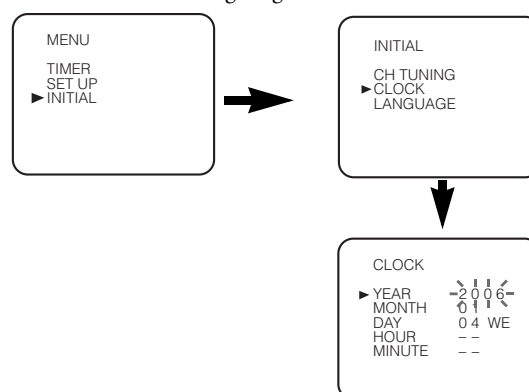 MENU
TIMER
SET UP
►INITIAL
INITIAL
CH TUNING
►CLOCK
LANGUAGE
CLOCK
►YEAR 2006
MONTH 01
DAY 04 WE
HOUR – –
MINUTE – –